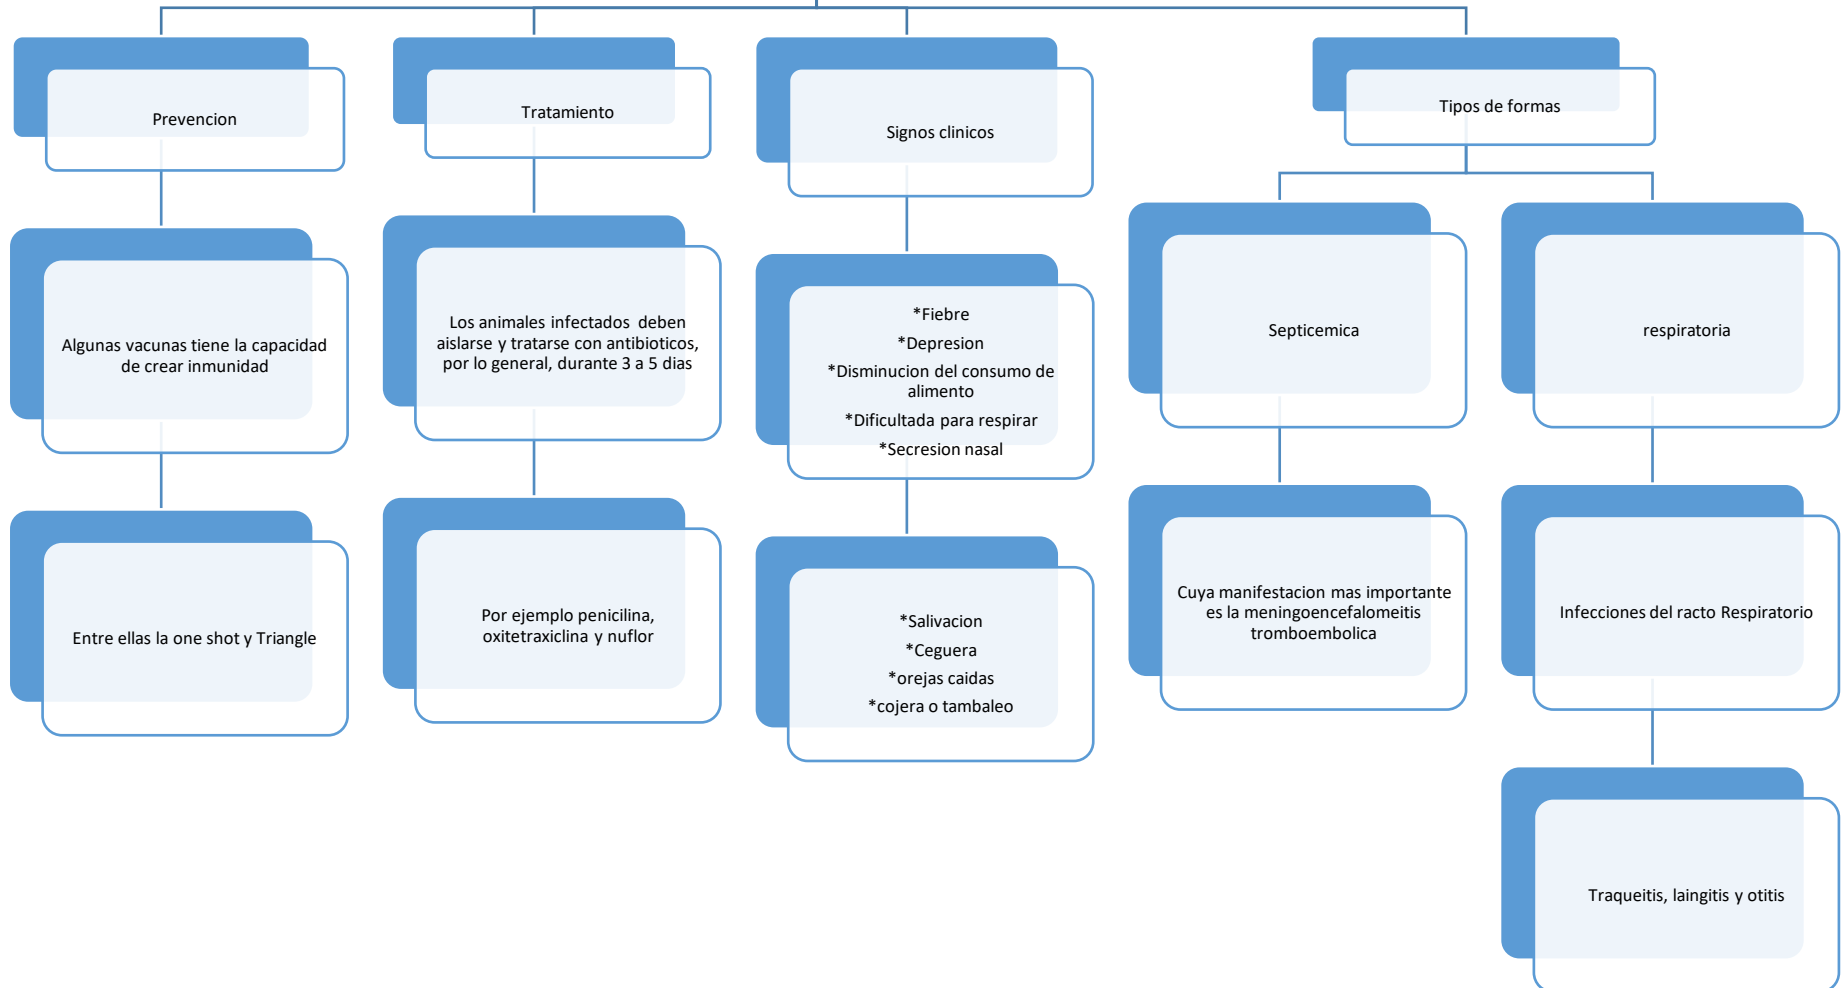 Prevencion
Algunas vacunas tiene la capacidad
de crear inmunidad
Entre ellas la one shot y Triangle
Tratamiento
Los animales infectados deben
aislarse y tratarse con antibioticos,
por lo general, durante 3 a 5 dias
Por ejemplo penicilina,
oxitetraxiclina y nuflor
Signos clinicos
*Fiebre
*Depresion
*Disminucion del consumo de
alimento
*Dificultada para respirar
*Secresion nasal
*Salivacion
*Ceguera
*orejas caidas
*cojera o tambaleo
Tipos de formas
Septicemica
Cuya manifestacion mas importante
es la meningoencefalomeitis
tromboembolica
respiratoria
Infecciones del racto Respiratorio
Traqueitis, laingitis y otitis